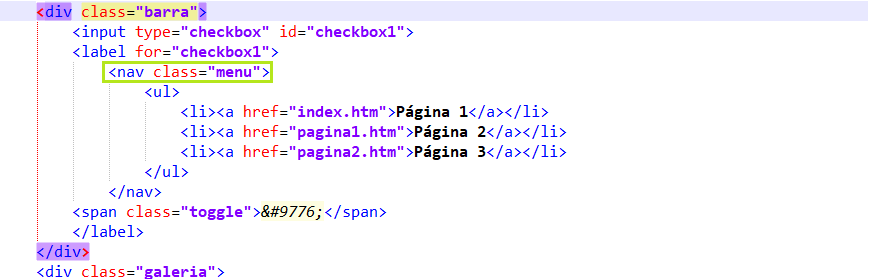 <div class="barra">
<input type="checkbox" id="checkbox1">
<label for="checkbox1">
<nav class="menu">
<ul>
<li><a href="index.htm">Página 1</a></li>
<li><a href="pagina1.htm">Página 2</a></li>
<li><a href="pagina2.htm">Página 3</a></li>
</ul>
</nav>
<span class="toggle">&#9776;</span>
</label>
</div>
<div class="galeria">